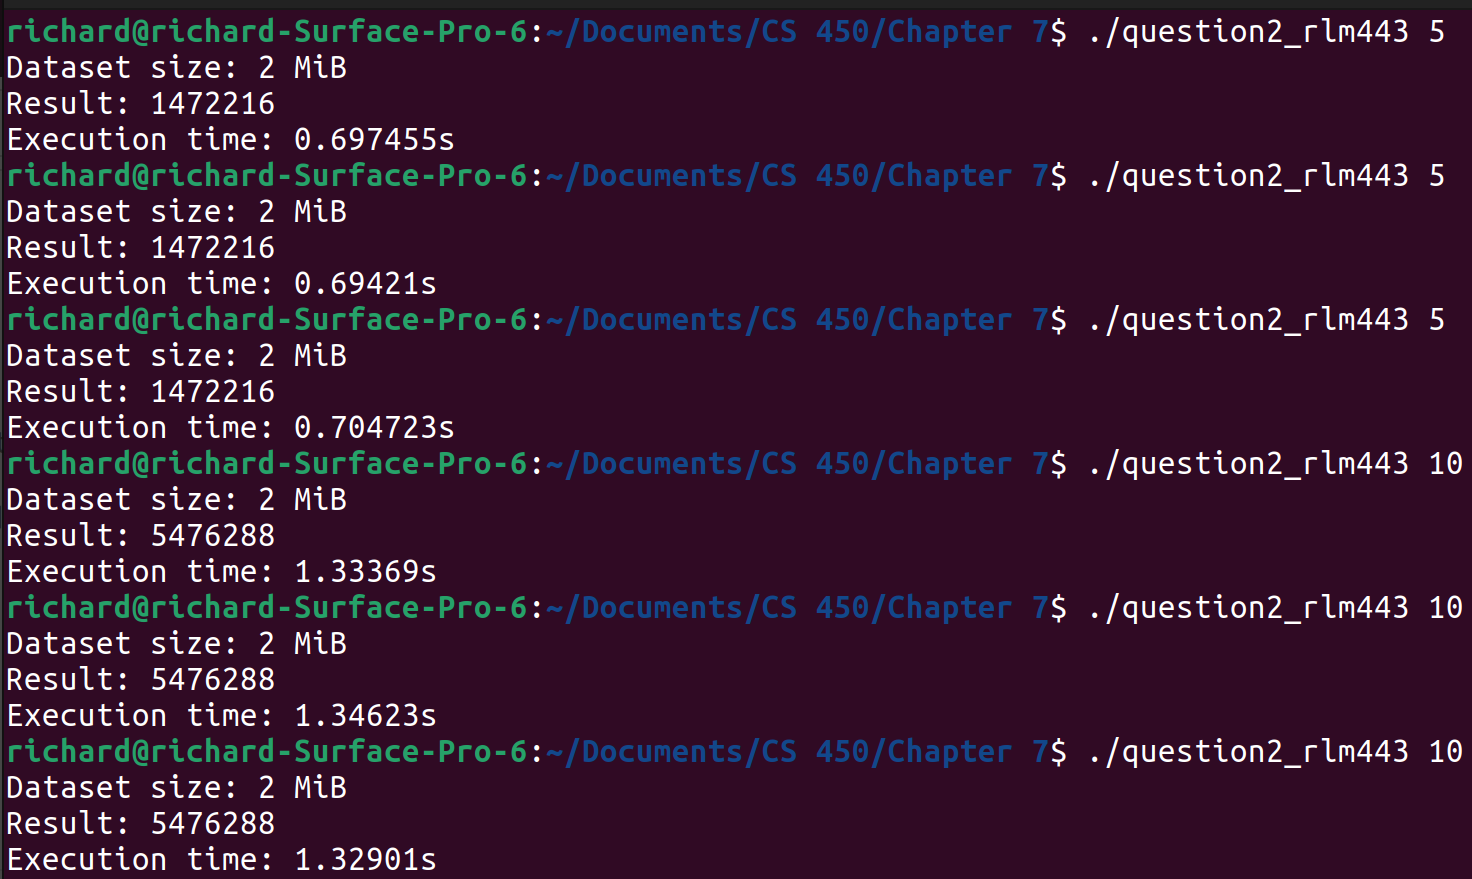 richard@richard-Surface-Pro-6:~/Documents/CS 450/Chapter 7$ ./question2_rlm443 5
Dataset size: 2 MiB
Result: 1472216
Execution time: 0.697455s
richard@richard-Surface-Pro-6:~/Documents/CS 450/Chapter 7$ ./question2_rlm443 5
Dataset size: 2 MiB
Result: 1472216
Execution time: 0.69421s
richard@richard-Surface-Pro-6:~/Documents/CS 450/Chapter 7$ ./question2_rlm443 5
Dataset size: 2 MiB
Result: 1472216
Execution time: 0.704723s
richard@richard-Surface-Pro-6:~/Documents/CS 450/Chapter 7$ ./question2_rlm443 10
Dataset size: 2 MiB
Result: 5476288
Execution time: 1.33369s
richard@richard-Surface-Pro-6:~/Documents/CS 450/Chapter 7$ ./question2_rlm443 10
Dataset size: 2 MiB
Result: 5476288
Execution time: 1.34623s
richard@richard-Surface-Pro-6:~/Documents/CS 450/Chapter 7$ ./question2_rlm443 10
Dataset size: 2 MiB
Result: 5476288
Execution time: 1.32901s